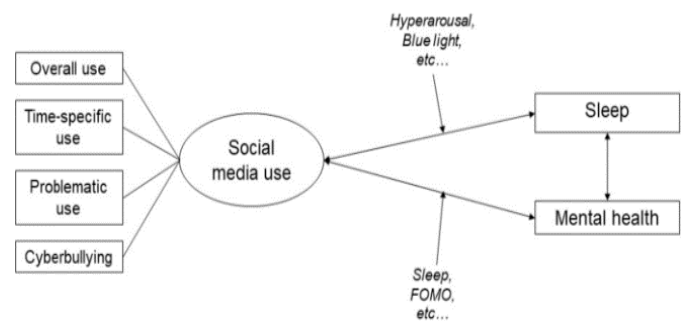 Hyperarousal,
Blue light,
etc...
Overall use
Time-specific
use
Problematic
use
Cyberbullying
Social
media use
Sleep
Mental health
Sleep,
FOMO,
etc...